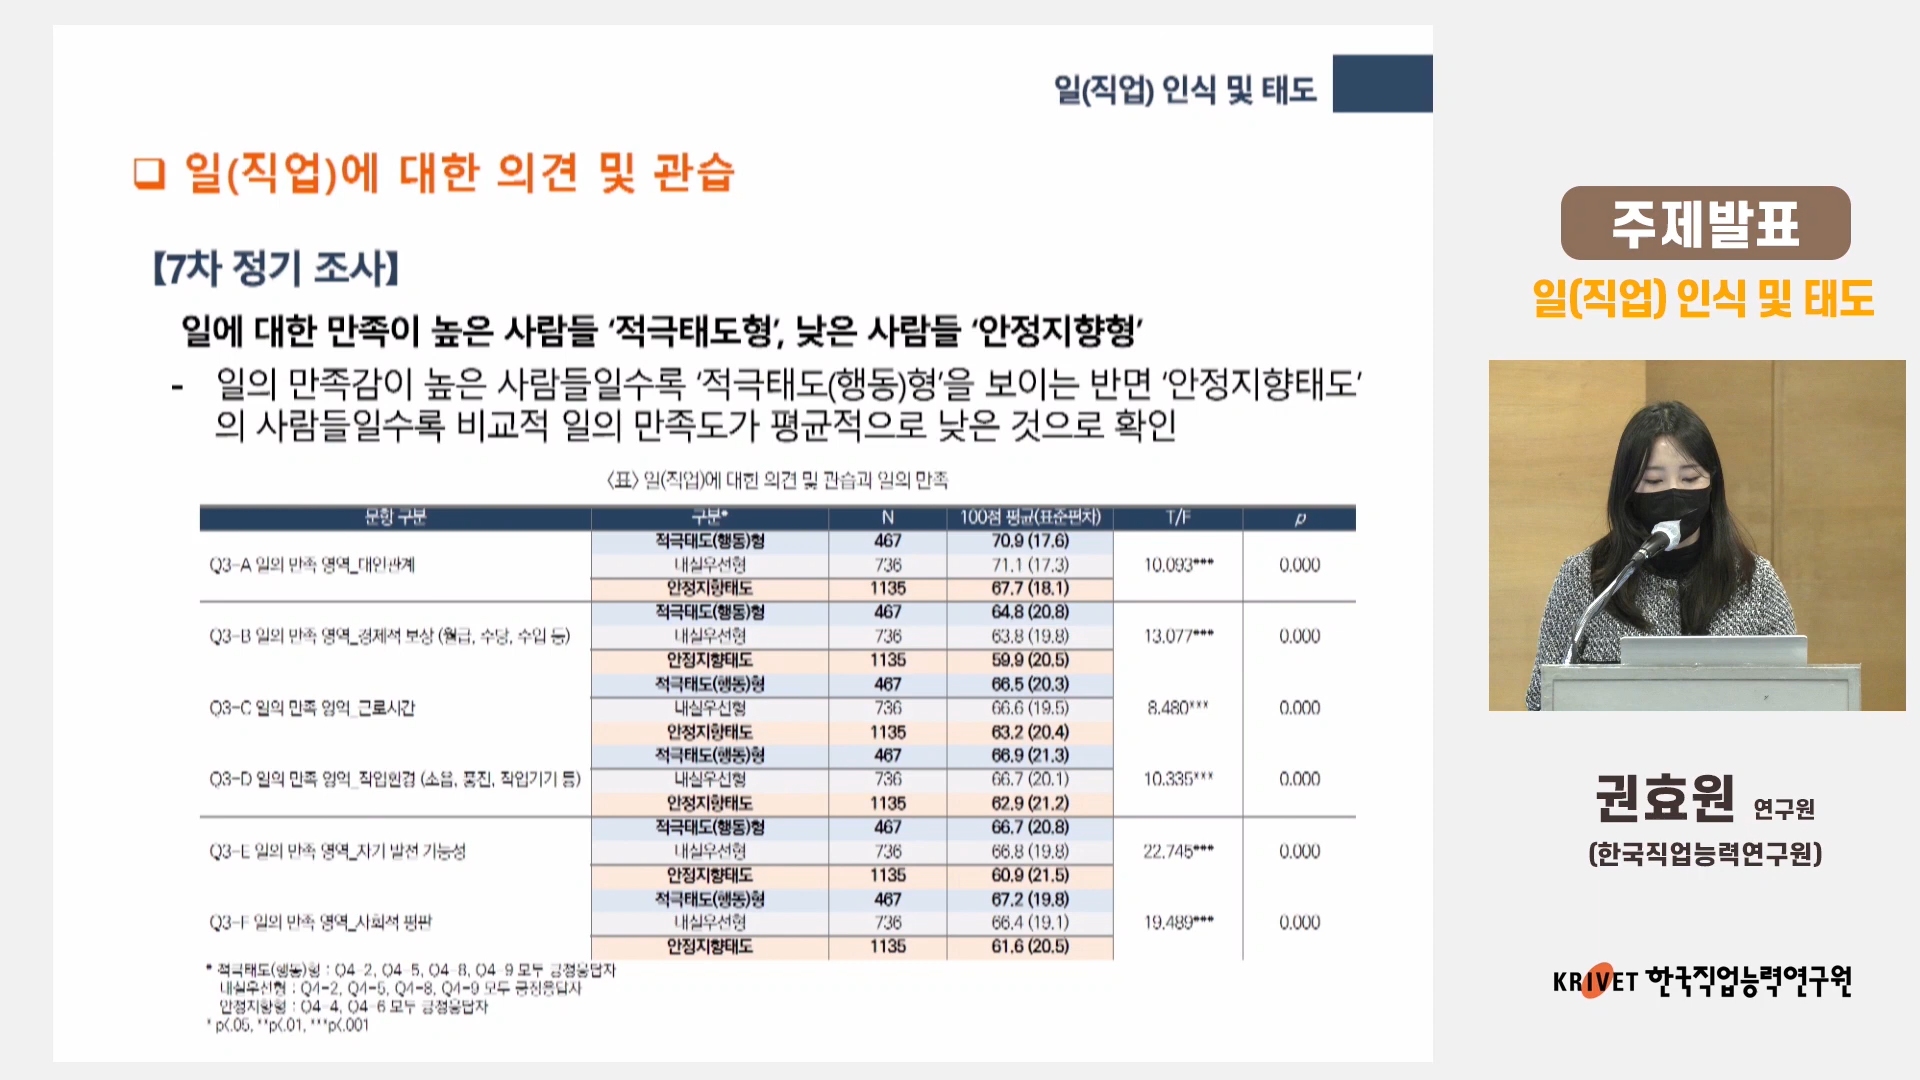 일(직업) 인식 및 태도
❑ 일(직업)에 대한 의견 및 관습
【7차 정기 조사】
일에 대한 만족이 높은 사람들 ‘적극태도형’, 낮은 사람들 ‘안정지향형’
- 일의 만족감이 높은 사람들일수록 ‘적극태도(행동)형’을 보이는 반면 ‘안정지향태도’
의 사람들일수록 비교적 일의 만족도가 평균적으로 낮은 것으로 확인
<표> 일(직업)에 대한 의견 및 관습과 일의 만족
문항 구분 구분* N 100점 평균(표준편차) T/F p
Q3-A 일의 만족 영역_대인관계 적극태도(행동)형 467 70.9 (17.6) 10.093*** 0.000
내실우선형 736 71.1 (17.3)
안정지향태도 1135 67.7 (18.1)
Q3-B 일의 만족 영역_경제적 보상 (월급, 수당, 수입 등) 적극태도(행동)형 467 64.8 (20.8) 13.077*** 0.000
내실우선형 736 63.8 (19.8)
안정지향태도 1135 59.9 (20.5)
Q3-C 일의 만족 영역_근로시간 적극태도(행동)형 467 66.5 (20.3) 8.480*** 0.000
내실우선형 736 66.6 (19.5)
안정지향태도 1135 63.2 (20.4)
Q3-D 일의 만족 영역_작업환경 (소음, 풍진, 작업기기 등) 적극태도(행동)형 467 66.9 (21.3) 10.335*** 0.000
내실우선형 736 66.7 (20.1)
안정지향태도 1135 62.9 (21.2)
Q3-E 일의 만족 영역_자기 발전 가능성 적극태도(행동)형 467 66.7 (20.8) 22.745*** 0.000
내실우선형 736 66.8 (19.8)
안정지향태도 1135 60.9 (21.5)
Q3-F 일의 만족 영역_사회적 평판 적극태도(행동)형 467 67.2 (19.8) 19.489*** 0.000
내실우선형 736 66.4 (19.1)
안정지향태도 1135 61.6 (20.5)
* 적극태도(행동)형 : Q4-2, Q4-5, Q4-8, Q4-9 모두 긍정응답자
내실우선형 : Q4-2, Q4-5, Q4-8, Q4-9 모두 긍정응답자
안정지향형 : Q4-4, Q4-6 모두 긍정응답자
* p<.05, **p<.01, ***p<.001
주제발표
일(직업) 인식 및 태도
권효원 연구원
(한국직업능력연구원)
KRIVET 한국직업능력연구원